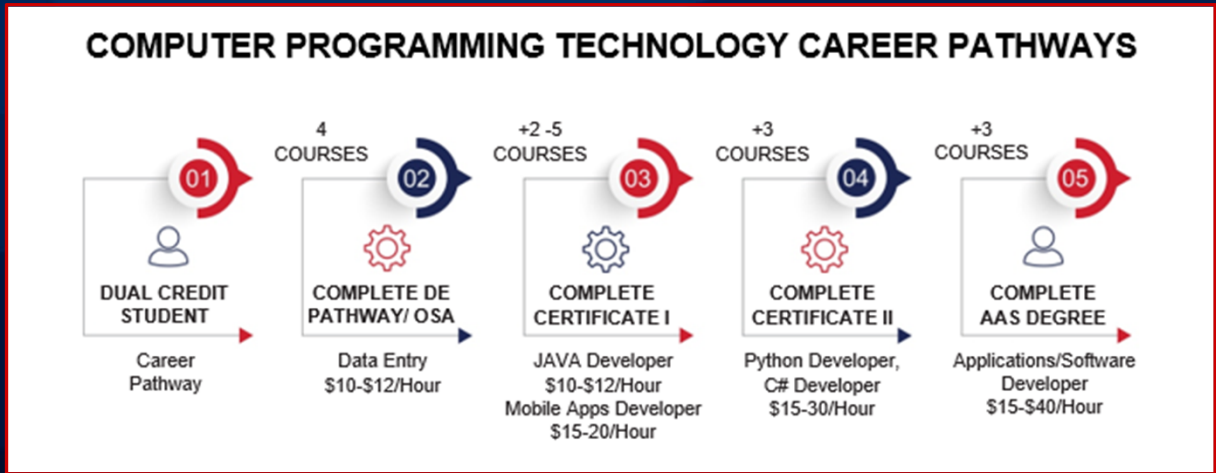 COMPUTER PROGRAMMING TECHNOLOGY CAREER PATHWAYS
01
DUAL CREDIT
STUDENT
Career
Pathway
4
COURSES
02
COMPLETE DE
PATHWAY/ OSA
Data Entry
$10-$12/Hour
+2 -5
COURSES
03
COMPLETE
CERTIFICATE I
JAVA Developer
$10-$12/Hour
Mobile Apps Developer
$15-20/Hour
+3
COURSES
04
COMPLETE
CERTIFICATE II
Python Developer,
C# Developer
$15-30/Hour
+3
COURSES
05
COMPLETE
AAS DEGREE
Applications/Software
Developer
$15-$40/Hour